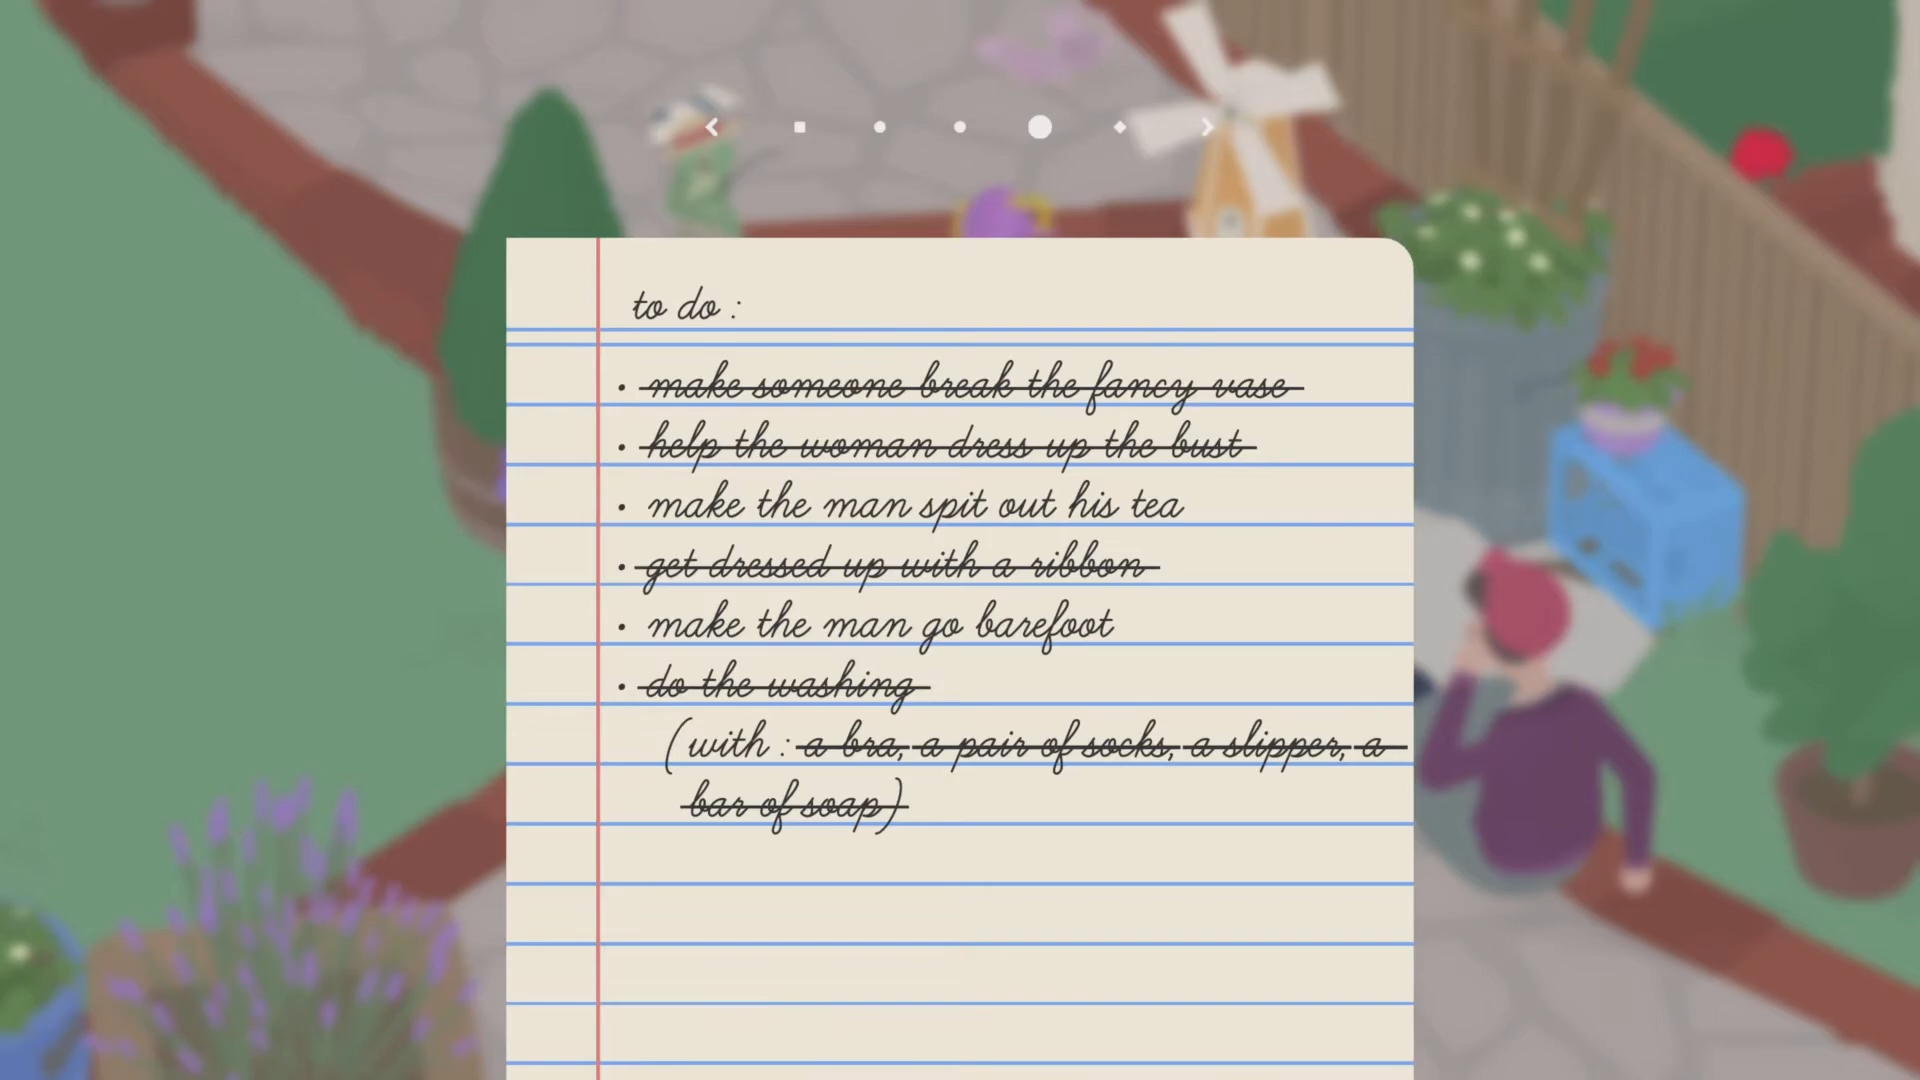 to do :
• make someone break the fancy vase
• help the woman dress up the bust
• make the man spit out his tea
• get dressed up with a ribbon
• make the man go barefoot
• do the washing
(with : a bra, a pair of socks, a slipper, a
bar of soap)